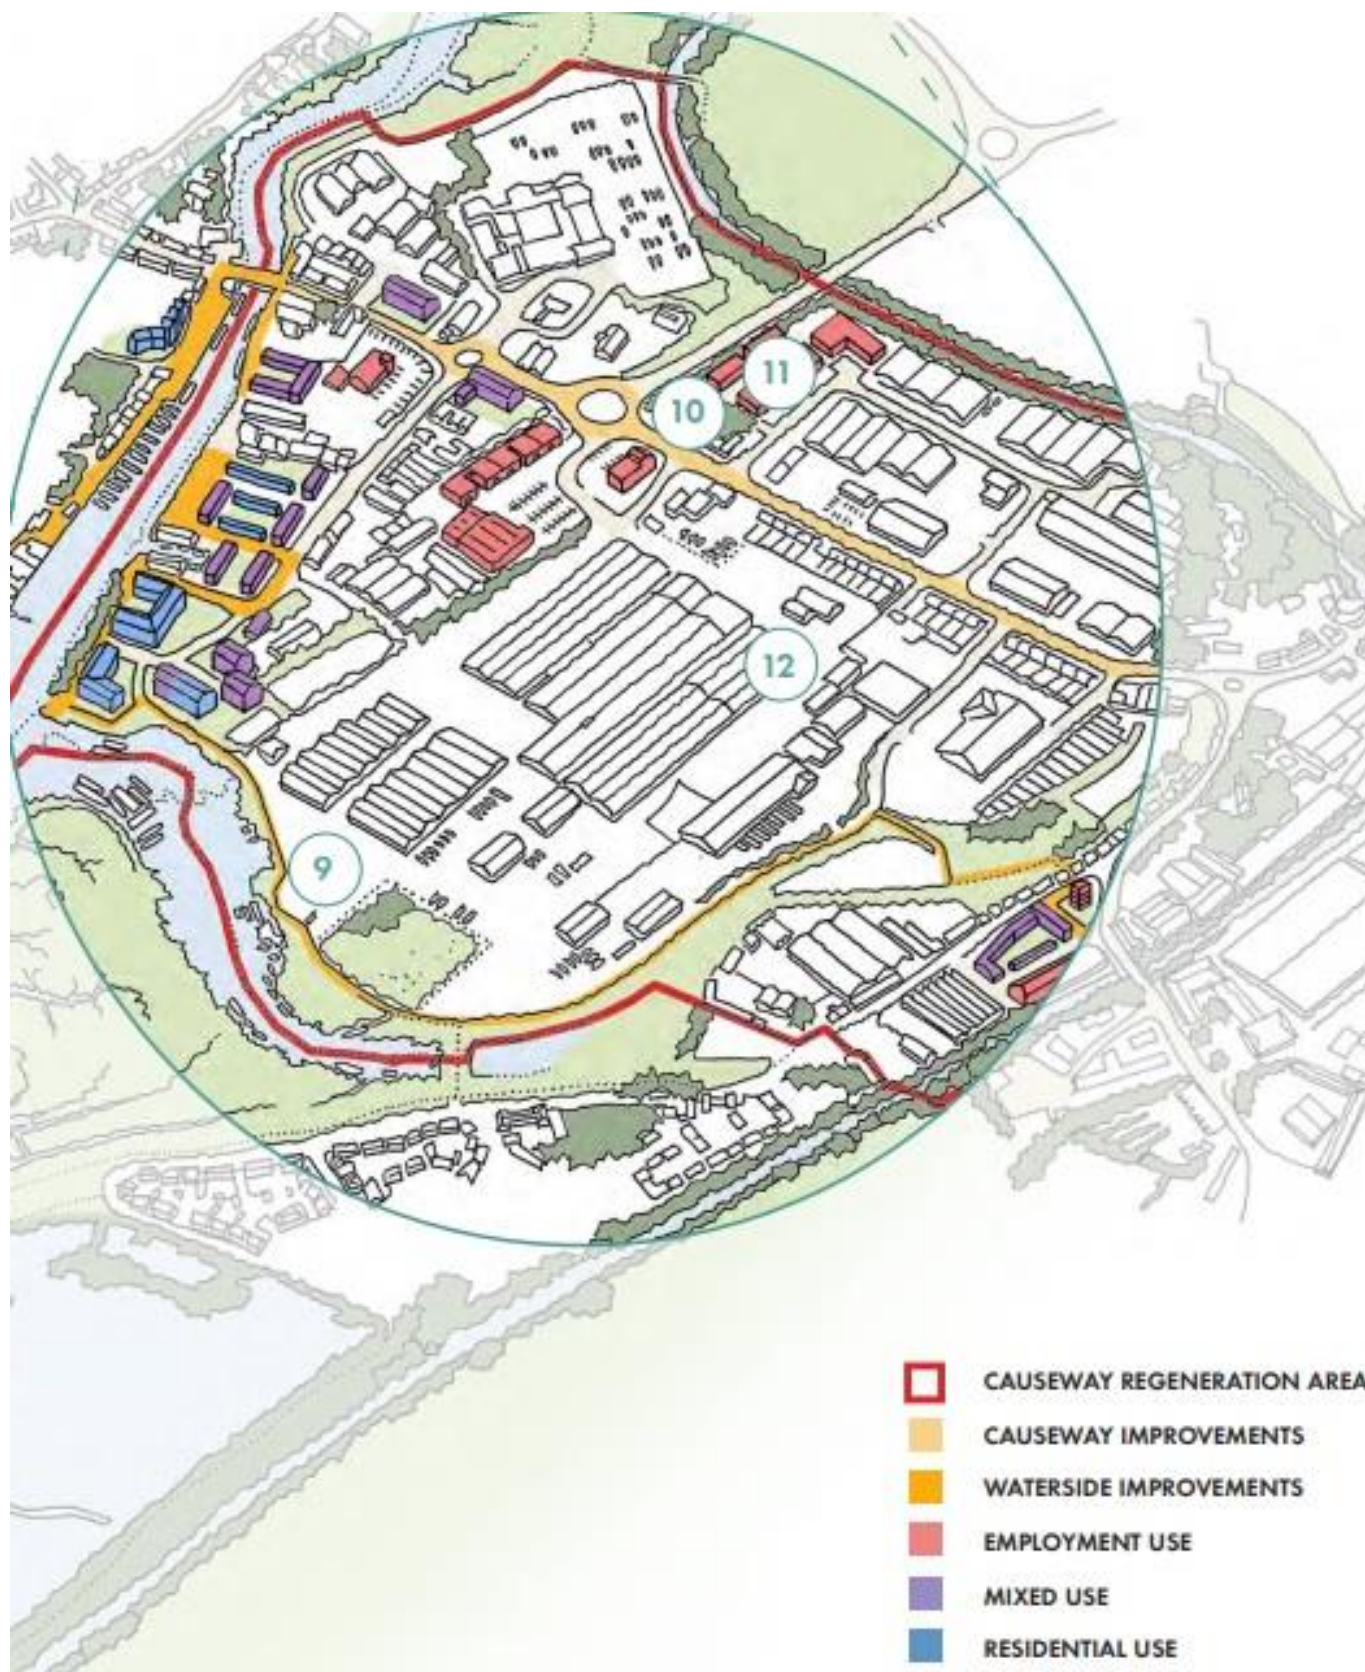 11
10
12
9
CAUSEWAY REGENERATION AREA
CAUSEWAY IMPROVEMENTS
WATERSIDE IMPROVEMENTS
EMPLOYMENT USE
MIXED USE
RESIDENTIAL USE